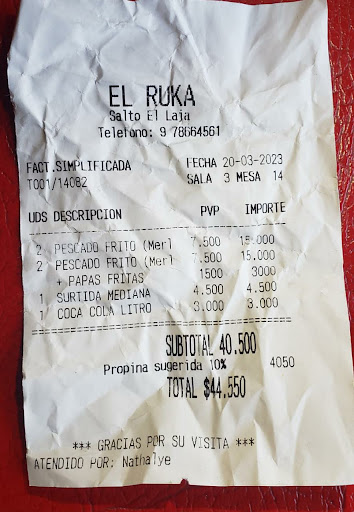 EL RUKA
Salto El Laja
Telefono: 9 78664561
FACT.SIMPLIFICADA FECHA 20-03-2023
T001/14082 SALA 3 MESA 14
UDS DESCRIPCION PVP IMPORTE
2 PESCADO FRITO (Merl 7.500 15.000
2 PESCADO FRITO (Merl 7.500 15.000
+ PAPAS FRITAS 1500 3000
1 SURTIDA MEDIANA 4.500 4.500
1 COCA COLA LITRO 3.000 3.000
SUBTOTAL 40.500
Propina sugerida 10% 4050
TOTAL $44.550
*** GRACIAS POR SU VISITA ***
ATENDIDO POR: Nathalye